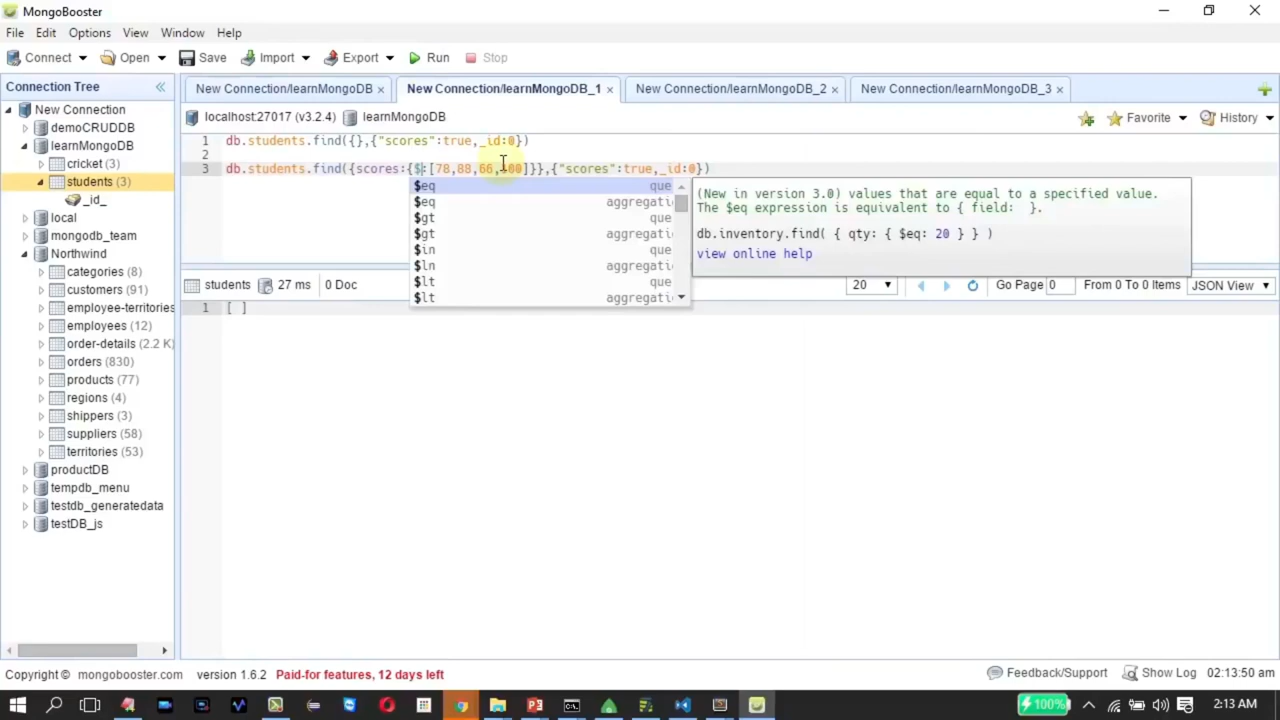 MongoBooster
File Edit Options View Window Help
Connect Open Save Import Export Run Stop
Connection Tree
New Connection/learnMongoDB × New Connection/learnMongoDB_1 × New Connection/learnMongoDB_2 × New Connection/learnMongoDB_3 ×
localhost:27017 (v3.2.4) learnMongoDB Favorite History
New Connection
demoCRUDDB
learnMongoDB
cricket (3)
students (3)
_id_
local
mongodb_team
Northwind
categories (8)
customers (91)
employee-territories
employees (12)
order-details (2.2 K)
orders (830)
products (77)
regions (4)
shippers (3)
suppliers (58)
territories (53)
productDB
tempdb_menu
testdb_generatedata
testDB_js
1 db.students.find({},{"scores":true,_id:0})
2
3 db.students.find({scores:{$:[78,88,66,100]}},{"scores":true,_id:0})
$eq que
$eq aggregati
$gt que
$gt aggregati
$in que
$ln aggregati
$lt que
$lt aggregati
(New in version 3.0) values that are equal to a specified value.
The $eq expression is equivalent to { field: }.
db.inventory.find( { qty: { $eq: 20 } } )
view online help
students 27 ms 0 Doc 20 Go Page 0 From 0 To 0 Items JSON View
1 [ ]
Copyright © mongobooster.com version 1.6.2 Paid-for features, 12 days left Feedback/Support Show Log 02:13:50 am
100% 2:13 AM